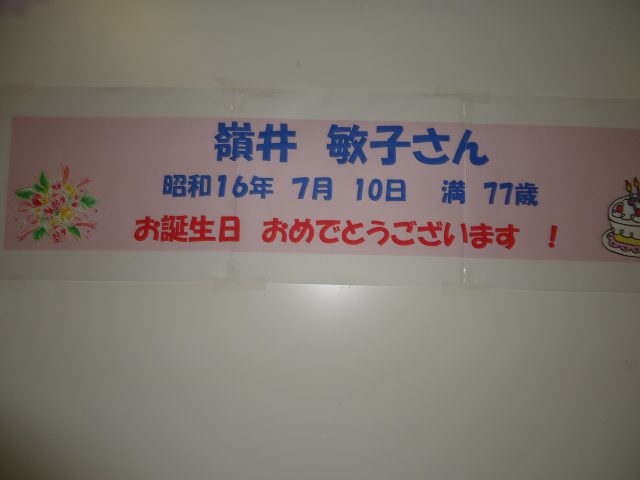 嶺井 敏子さん
昭和16年 7月 10日 満 77歳
お誕生日 おめでとうございます !